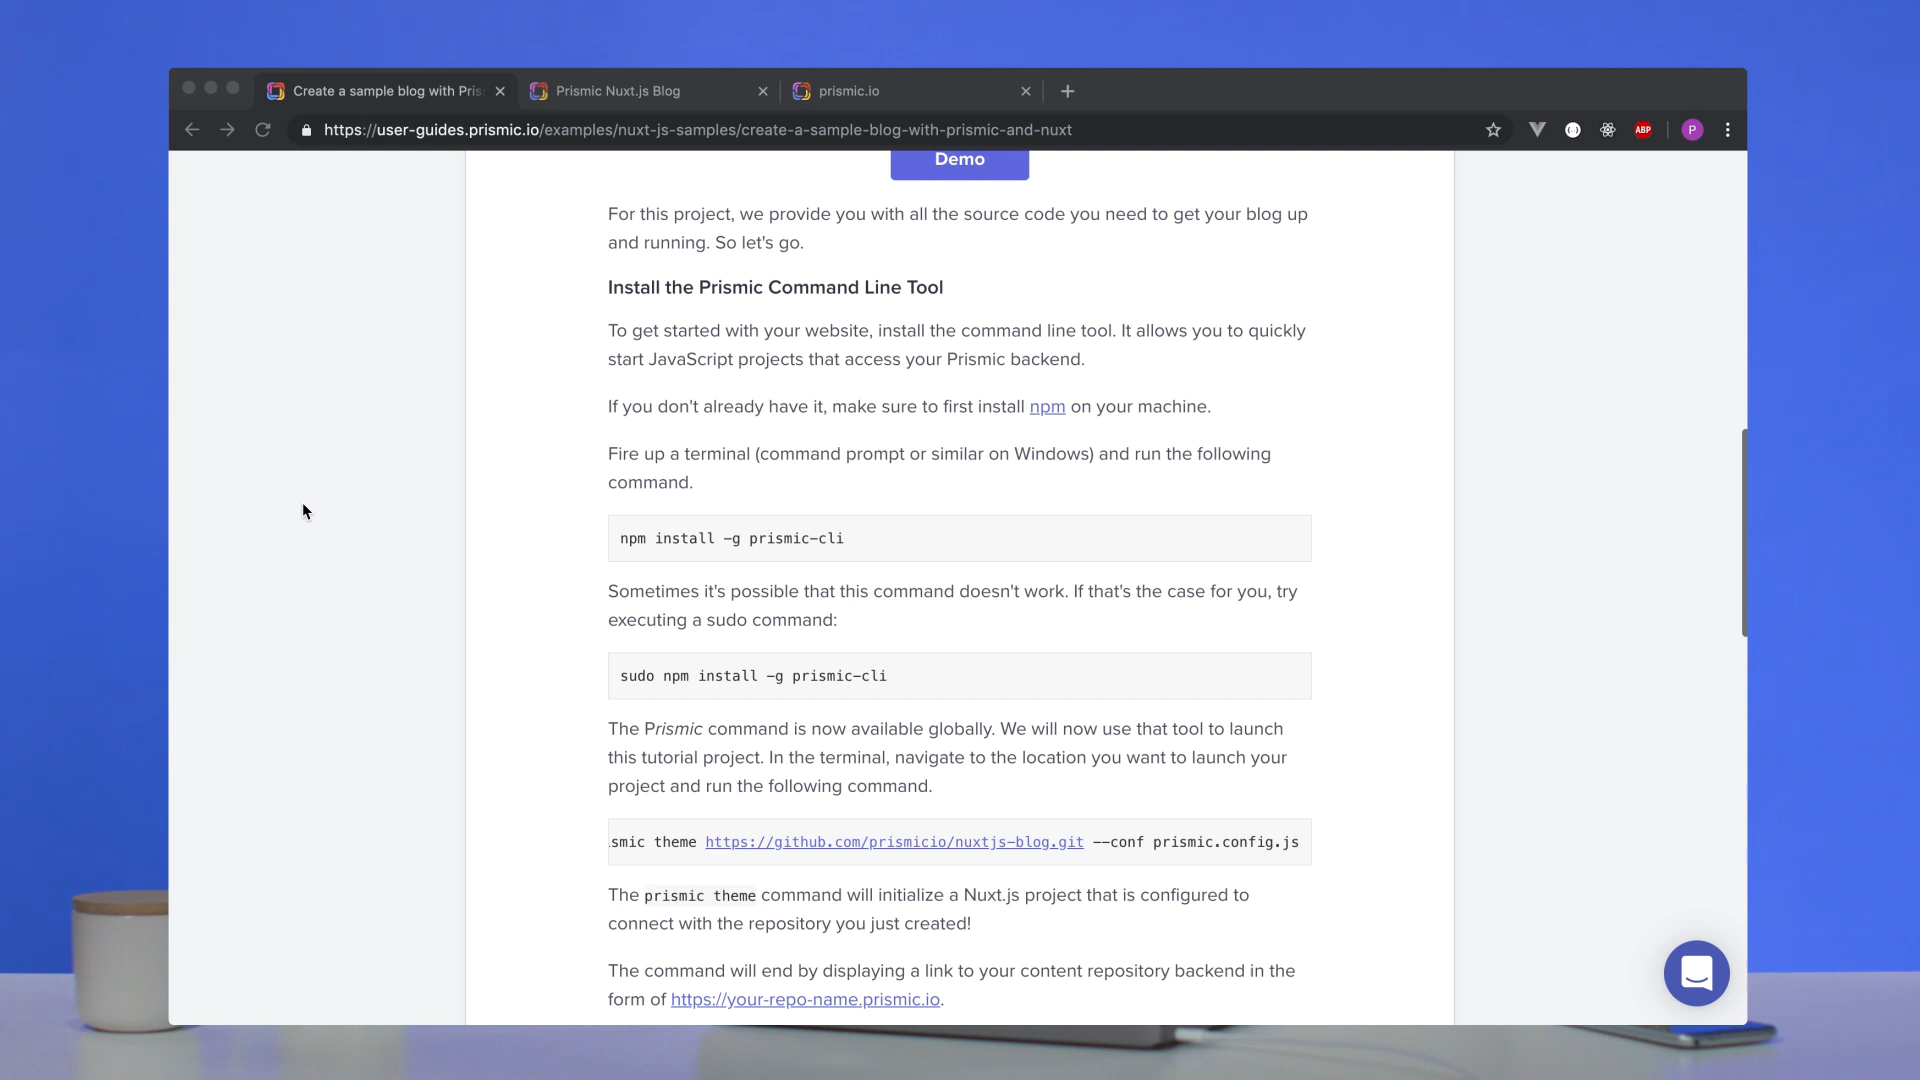 Create a sample blog with Pris
Prismic Nuxt.js Blog
prismic.io
https://user-guides.prismic.io/examples/nuxt-js-samples/create-a-sample-blog-with-prismic-and-nuxt
ABP
P
Demo
For this project, we provide you with all the source code you need to get your blog up
and running. So let's go.
Install the Prismic Command Line Tool
To get started with your website, install the command line tool. It allows you to quickly
start JavaScript projects that access your Prismic backend.
If you don't already have it, make sure to first install npm on your machine.
Fire up a terminal (command prompt or similar on Windows) and run the following
command.
npm install -g prismic-cli
Sometimes it's possible that this command doesn't work. If that's the case for you, try
executing a sudo command:
sudo npm install -g prismic-cli
The Prismic command is now available globally. We will now use that tool to launch
this tutorial project. In the terminal, navigate to the location you want to launch your
project and run the following command.
smic theme https://github.com/prismicio/nuxtjs-blog.git --conf prismic.config.js
The prismic theme command will initialize a Nuxt.js project that is configured to
connect with the repository you just created!
The command will end by displaying a link to your content repository backend in the
form of https://your-repo-name.prismic.io.